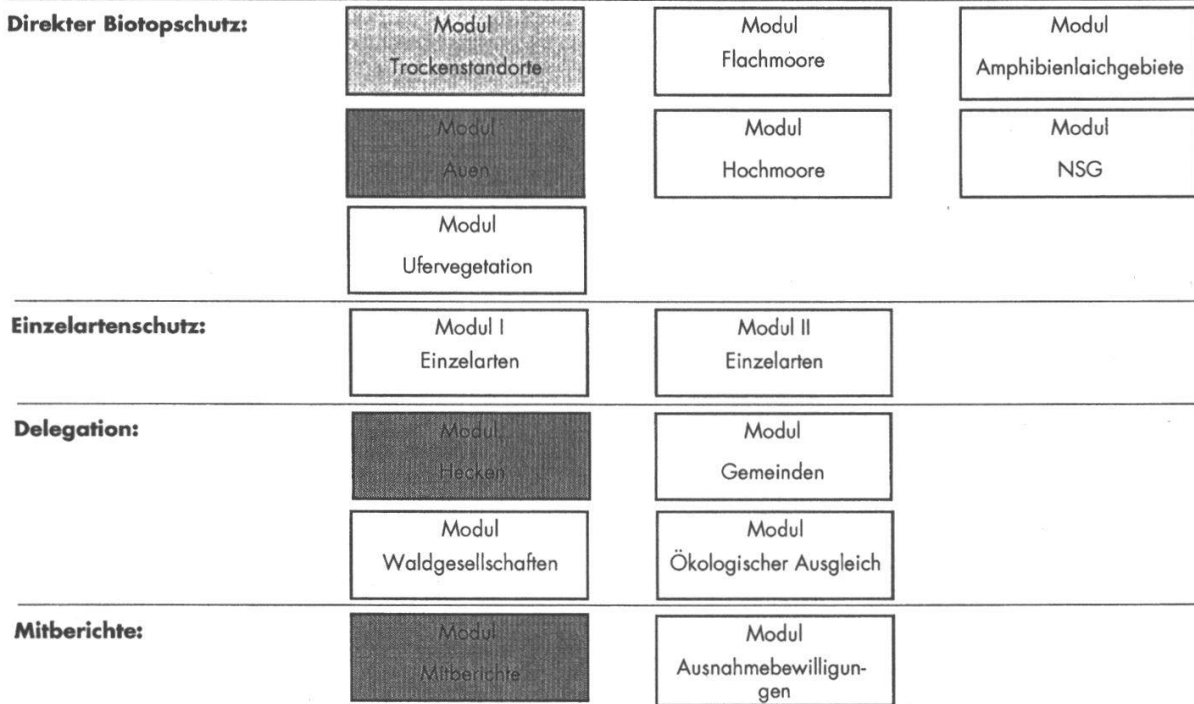 Direkter Biotopschutz:
Modul
Trockenstandorte
Modul
Flachmoore
Modul
Amphibienlaichgebiete
Modul
Auen
Modul
Hochmoore
Modul
NSG
Modul
Ufervegetation
Einzelartenschutz:
Modul I
Einzelarten
Modul II
Einzelarten
Delegation:
Modul
Hecken
Modul
Gemeinden
Modul
Waldgesellschaften
Modul
Ökologischer Ausgleich
Mitberichte:
Modul
Mitberichte
Modul
Ausnahmebewilligun-
gen